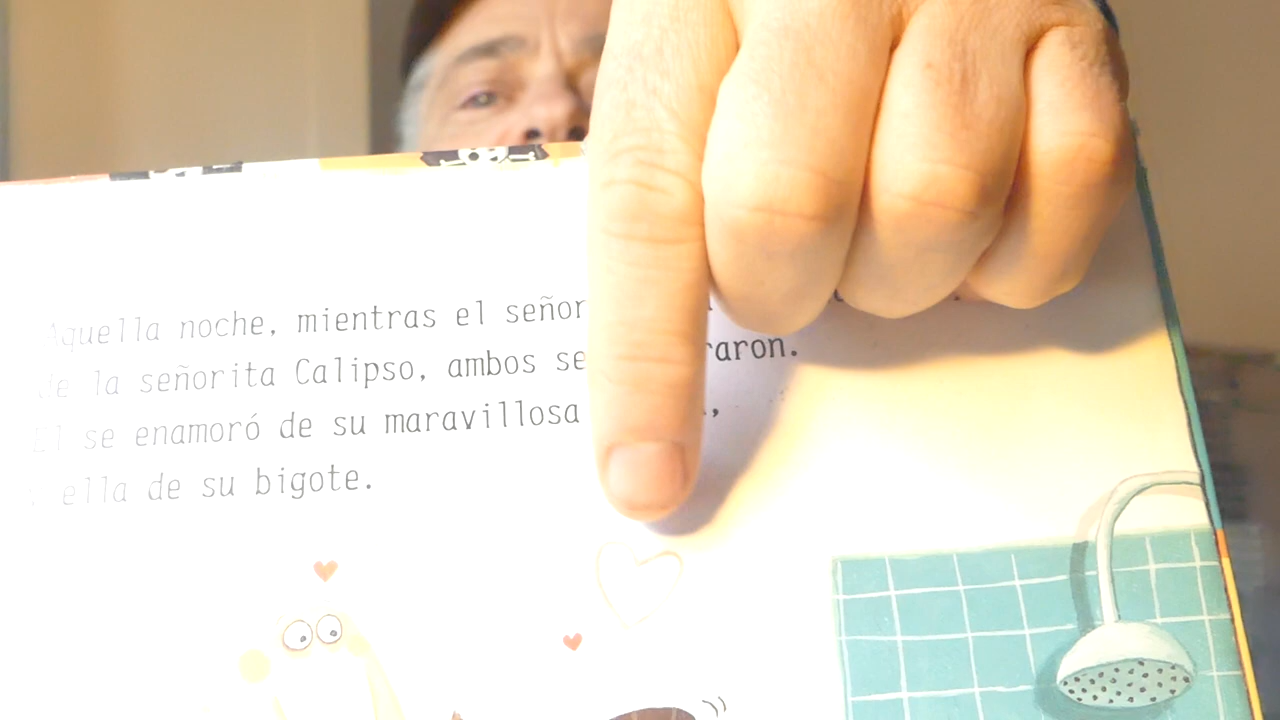 Aquella noche, mientras el señor
de la señorita Calipso, ambos se
El se enamoró de su maravillosa
ella de su bigote.